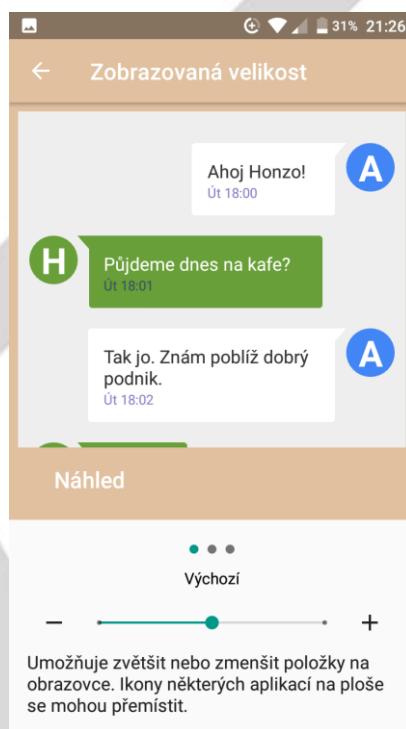 31% 21:26
Zobrazovaná velikost
Ahoj Honzo!
Út 18:00
A
H
Půjdeme dnes na kafe?
Út 18:01
Tak jo. Znám poblíž dobrý
podnik.
Út 18:02
A
Náhled
Výchozí
Umožňuje zvětšit nebo zmenšit položky na
obrazovce. Ikony některých aplikací na ploše
se mohou přemístit.